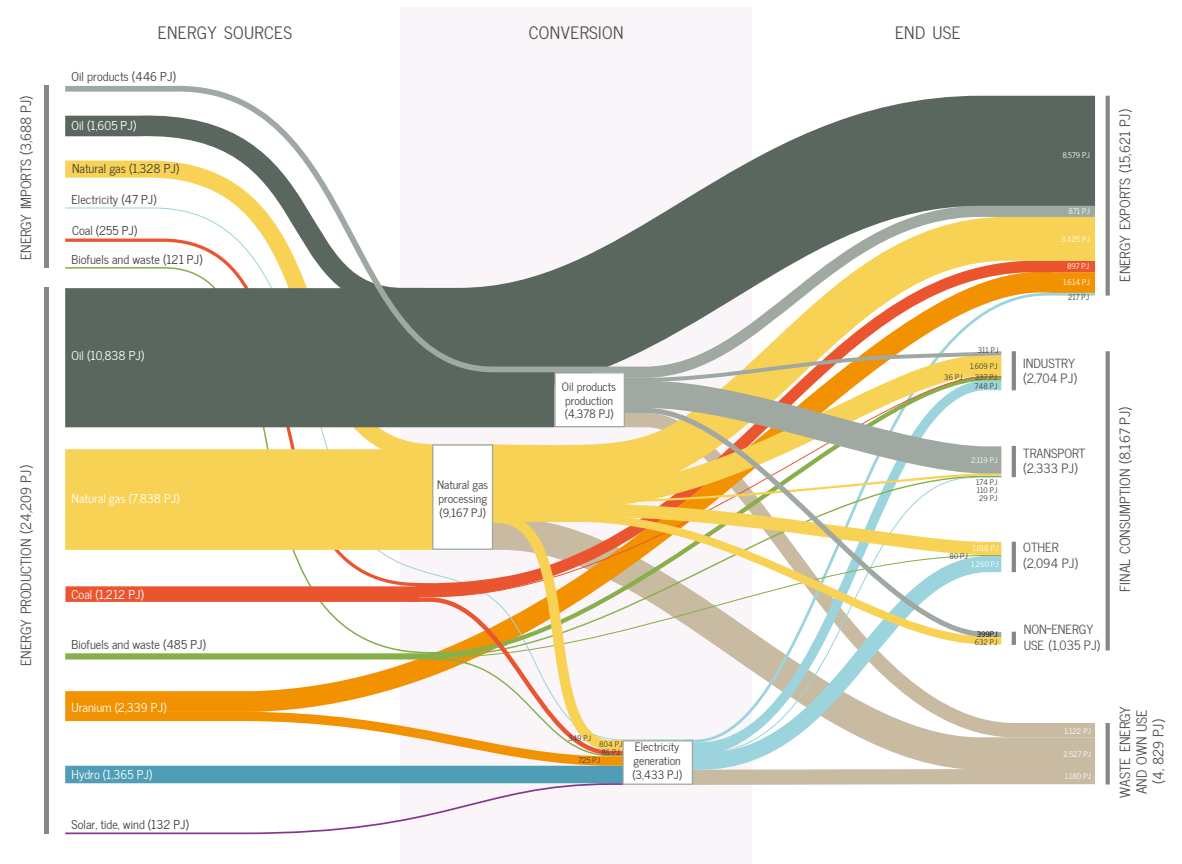 ENERGY SOURCES
CONVERSION
END USE
ENERGY IMPORTS (3,688 PJ)
Oil products (446 PJ)
Oil (1,605 PJ)
Natural gas (1,328 PJ)
Electricity (47 PJ)
Coal (255 PJ)
Biofuels and waste (121 PJ)
ENERGY PRODUCTION (24,209 PJ)
Oil (10,838 PJ)
Natural gas (7,838 PJ)
Coal (1,212 PJ)
Biofuels and waste (485 PJ)
Uranium (2,339 PJ)
Hydro (1,365 PJ)
Solar, tide, wind (132 PJ)
Oil products
production
(4,378 PJ)
Natural gas
processing
(9,167 PJ)
349 PJ
804 PJ
86 PJ
725 PJ
Electricity
generation
(3,433 PJ)
8,579 PJ
871 PJ
3,425 PJ
897 PJ
1,614 PJ
217 PJ
ENERGY EXPORTS (15,621 PJ)
311 PJ
1,609 PJ
36 PJ
337 PJ
748 PJ
INDUSTRY
(2,704 PJ)
2,119 PJ
174 PJ
110 PJ
29 PJ
TRANSPORT
(2,333 PJ)
1,016 PJ
80 PJ
1,260 PJ
OTHER
(2,094 PJ)
399PJ
632 PJ
NON-ENERGY
USE (1,035 PJ)
FINAL CONSUMPTION (8,167 PJ)
1,122 PJ
2,527 PJ
1,180 PJ
WASTE ENERGY
AND OWN USE
(4, 829 PJ)